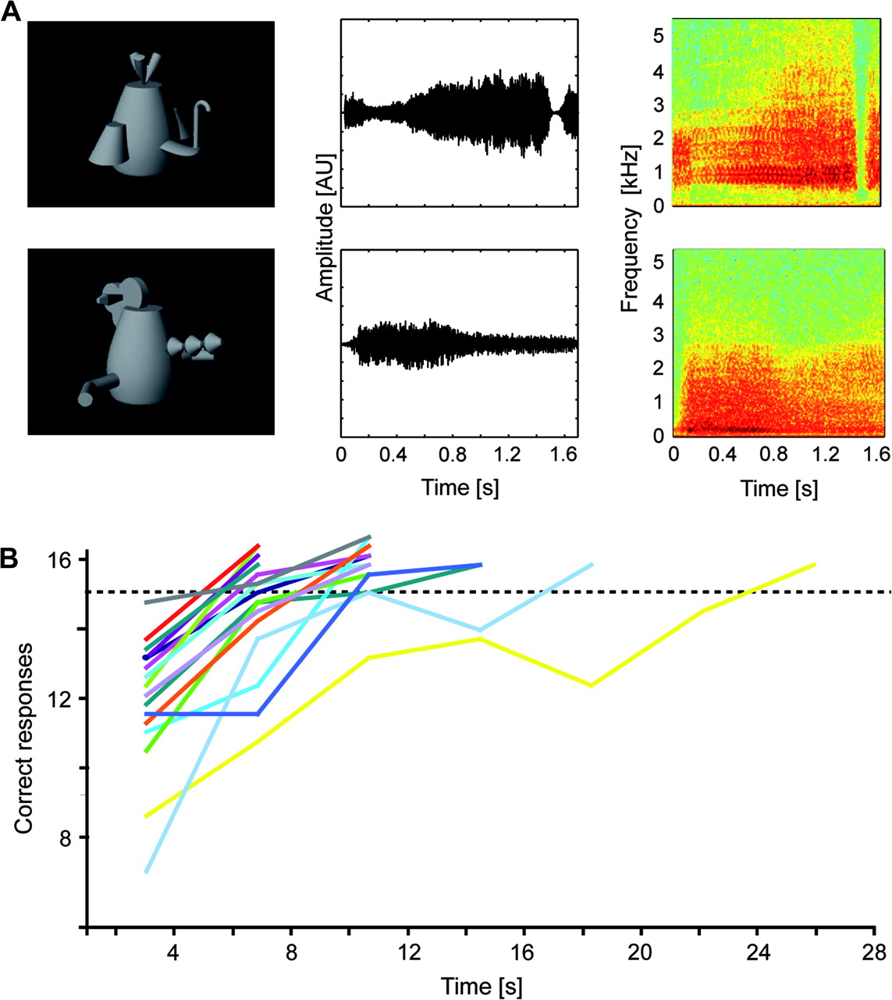 A
Amplitude [AU]
Frequency [kHz]
5
4
3
2
1
0
5
4
3
2
1
0
0 0.4 0.8 1.2 1.6
0 0.4 0.8 1.2 1.6
Time [s]
Time [s]
B
Correct responses
16
12
8
4 8 12 16 20 24 28
Time [s]